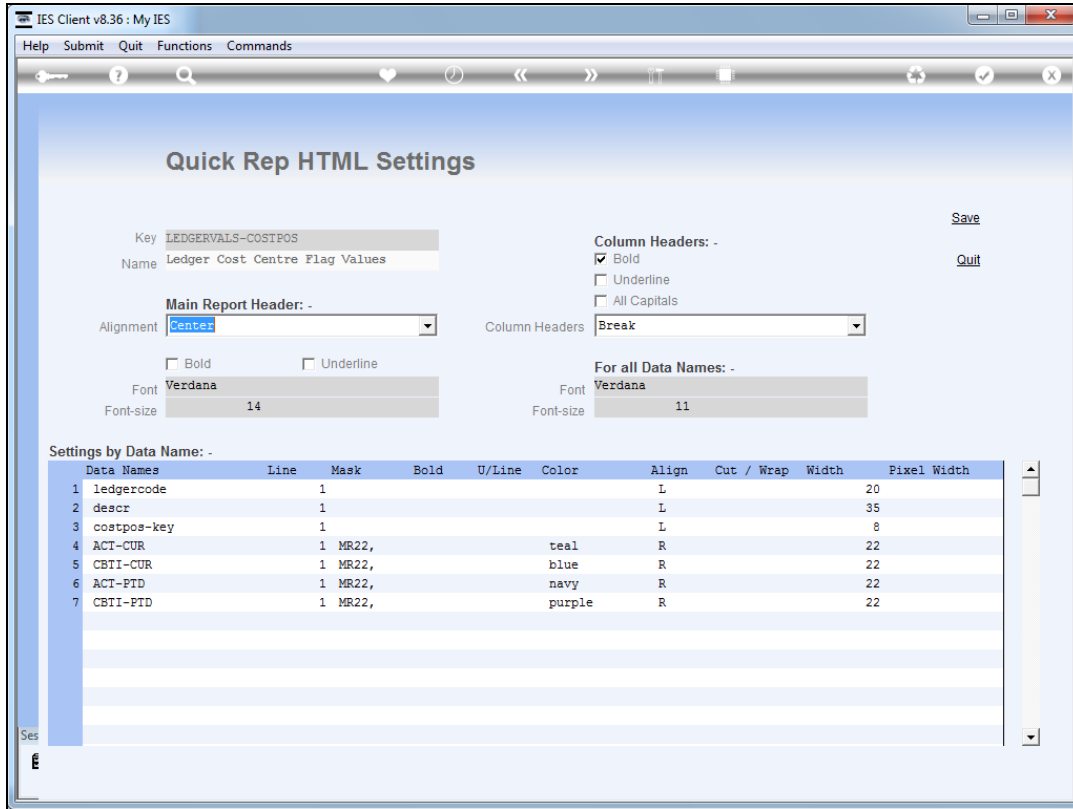 IES Client v8.36 : My IES
Help Submit Quit Functions Commands
Quick Rep HTML Settings
Save
Key LEDGERVALS-COSTPOS
Column Headers: -
Name Ledger Cost Centre Flag Values
Bold
Quit
Underline
Main Report Header: -
All Capitals
Alignment Center
Column Headers Break
Bold Underline
For all Data Names: -
Font Verdana
Font Verdana
Font-size 14
Font-size 11
Settings by Data Name: -
Data Names Line Mask Bold U/Line Color Align Cut / Wrap Width Pixel Width
1 ledgercode 1 L 20
2 descr 1 L 35
3 costpos-key 1 L 8
4 ACT-CUR 1 MR22, teal R 22
5 CBTI-CUR 1 MR22, blue R 22
6 ACT-PTD 1 MR22, navy R 22
7 CBTI-PTD 1 MR22, purple R 22
Ses